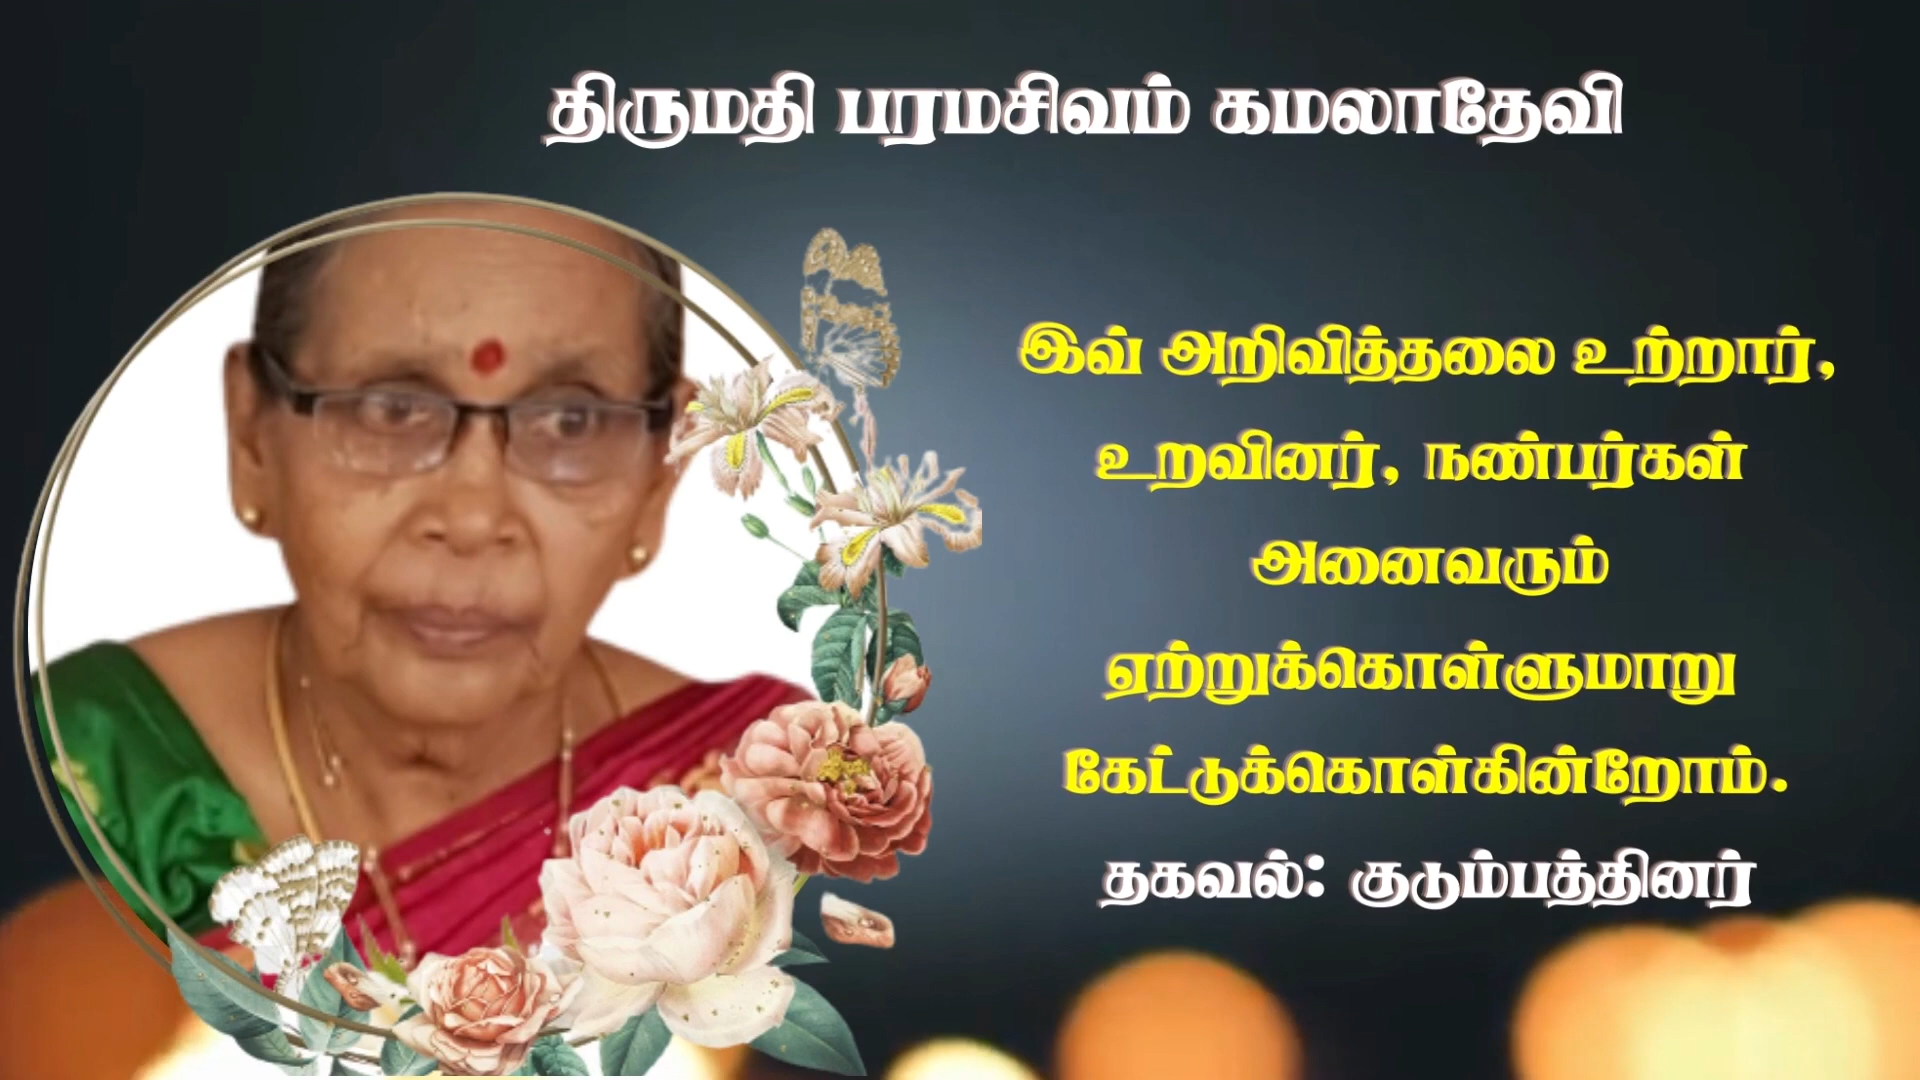 திருமதி பரமசிவம் கமலாதேவி
இவ் அறிவித்தலை உற்றார்,
உறவினர், நண்பர்கள்
அனைவரும்
ஏற்றுக்கொள்ளுமாறு
கேட்டுக்கொள்கின்றோம்.
தகவல்: குடும்பத்தினர்